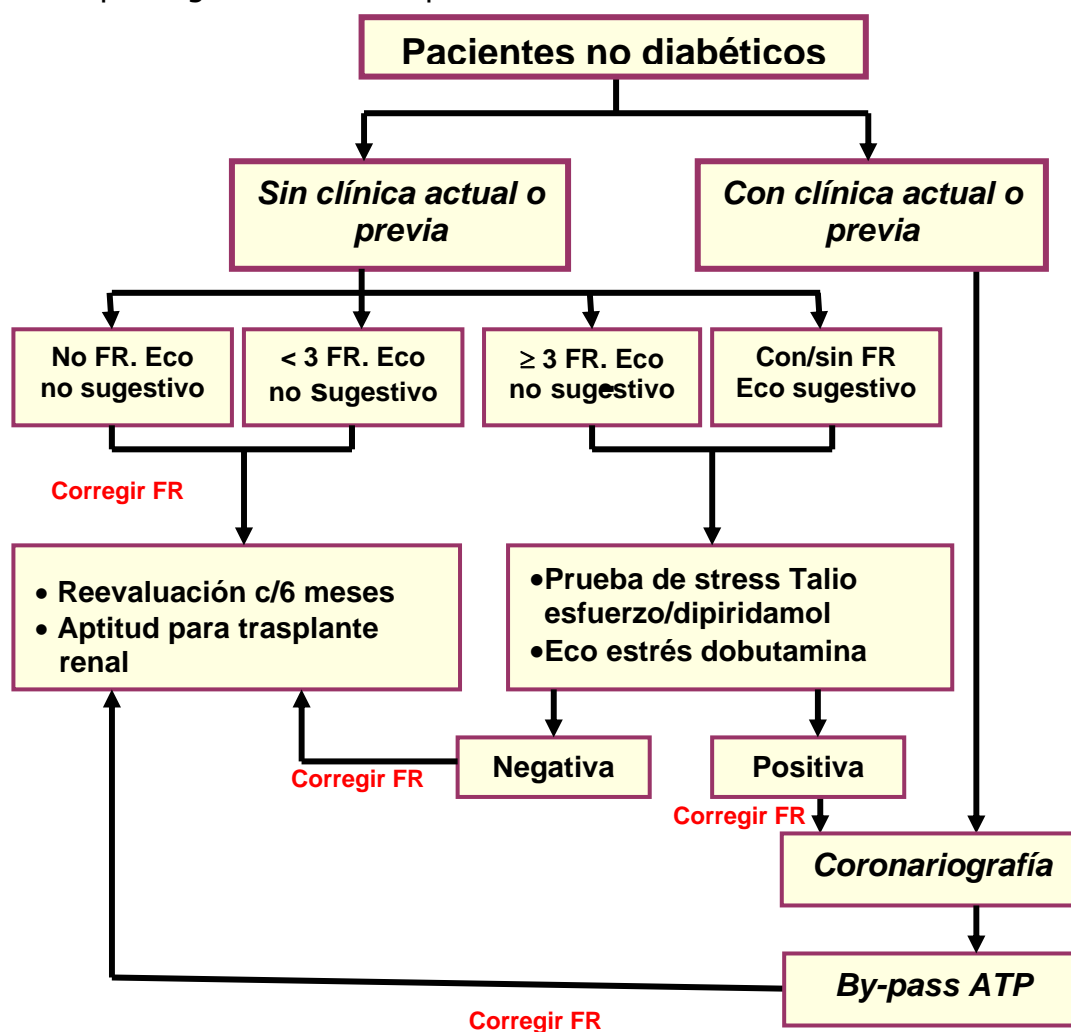 Pacientes no diabéticos
Sin clínica actual o
previa
Con clínica actual o
previa
No FR. Eco
no sugestivo
< 3 FR. Eco
no sugestivo
≥ 3 FR. Eco
no sugestivo
Con/sin FR
Eco sugestivo
Corregir FR
• Reevaluación c/6 meses
• Aptitud para trasplante
renal
•Prueba de stress Talio
esfuerzo/dipiridamol
•Eco estrés dobutamina
Negativa
Positiva
Corregir FR
Corregir FR
Coronariografía
By-pass ATP
Corregir FR